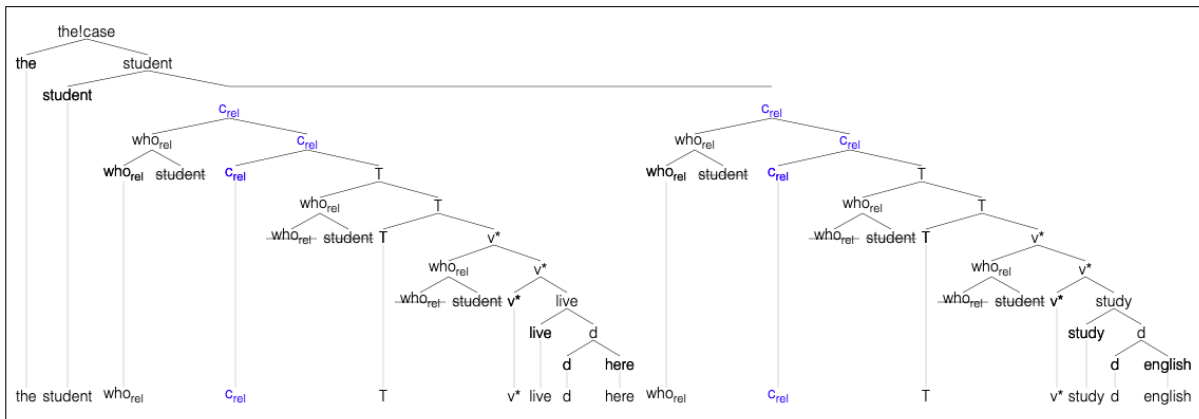 the!case
the student
student
c_rel c_rel
who_rel c_rel who_rel c_rel
who_rel student c_rel T who_rel student c_rel T
who_rel T who_rel T
who_rel student T v* who_rel student T v*
who_rel v* who_rel v*
who_rel student v* live who_rel student v* study
live d study d
d here d english
the student who_rel c_rel T v* live d here who_rel c_rel T v* study d english